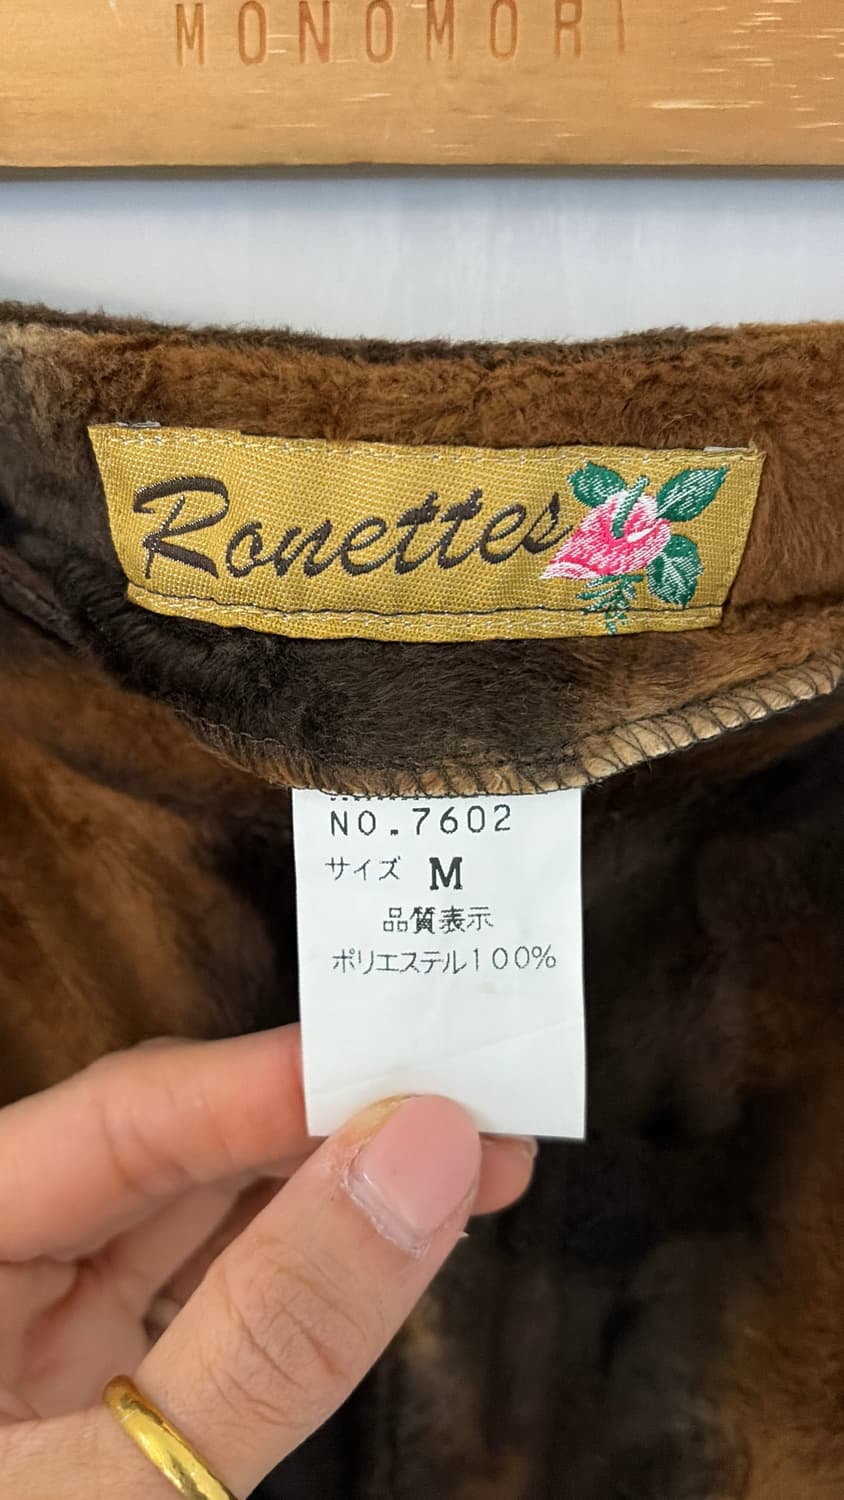 MONOMORI
Ronettes
NO.7602
サイズ M
品質表示
ポリエステル100%